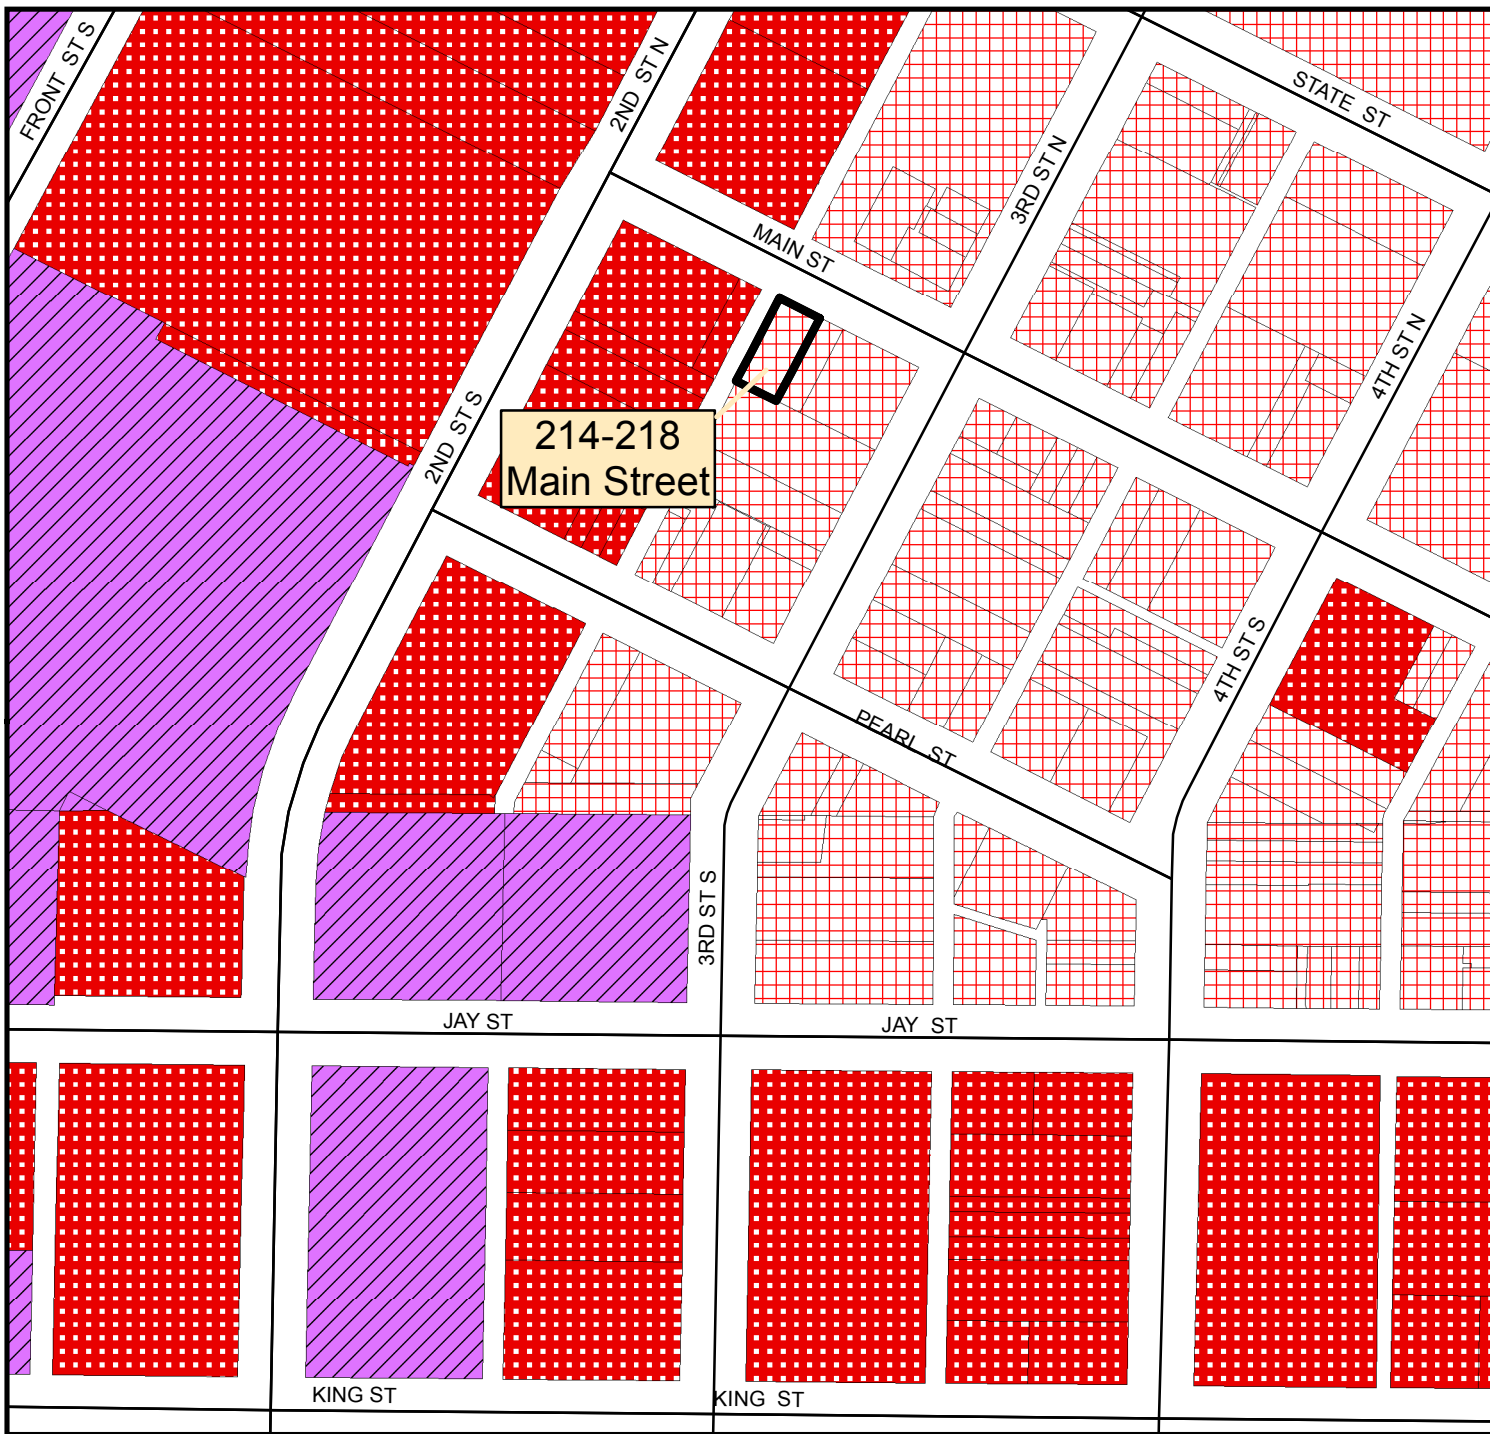 FRONT ST S
2ND ST N
STATE ST
3RD ST N
MAIN ST
4TH ST N
2ND ST S
214-218
Main Street
4TH ST S
PEARL ST
3RD ST S
JAY ST
JAY ST
KING ST
KING ST